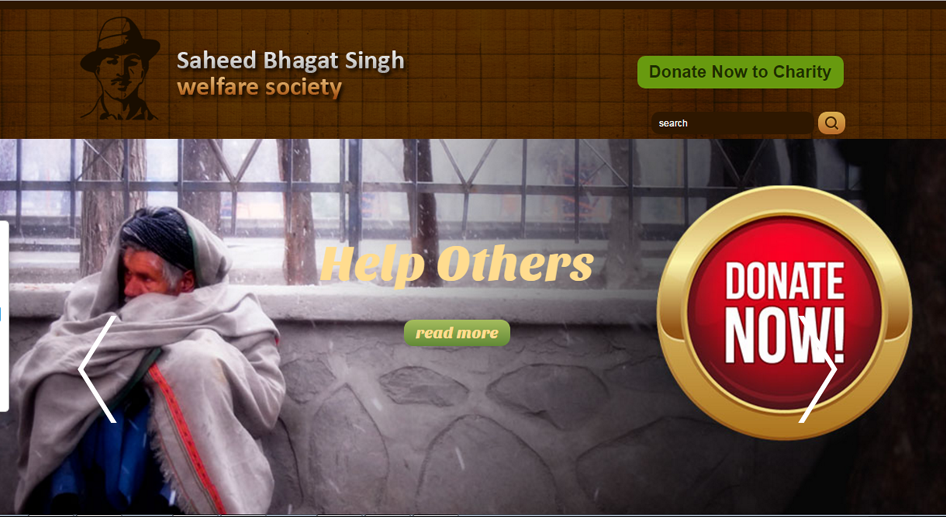 Saheed Bhagat Singh
welfare society
Donate Now to Charity
search
Help Others
read more
DONATE
NOW!